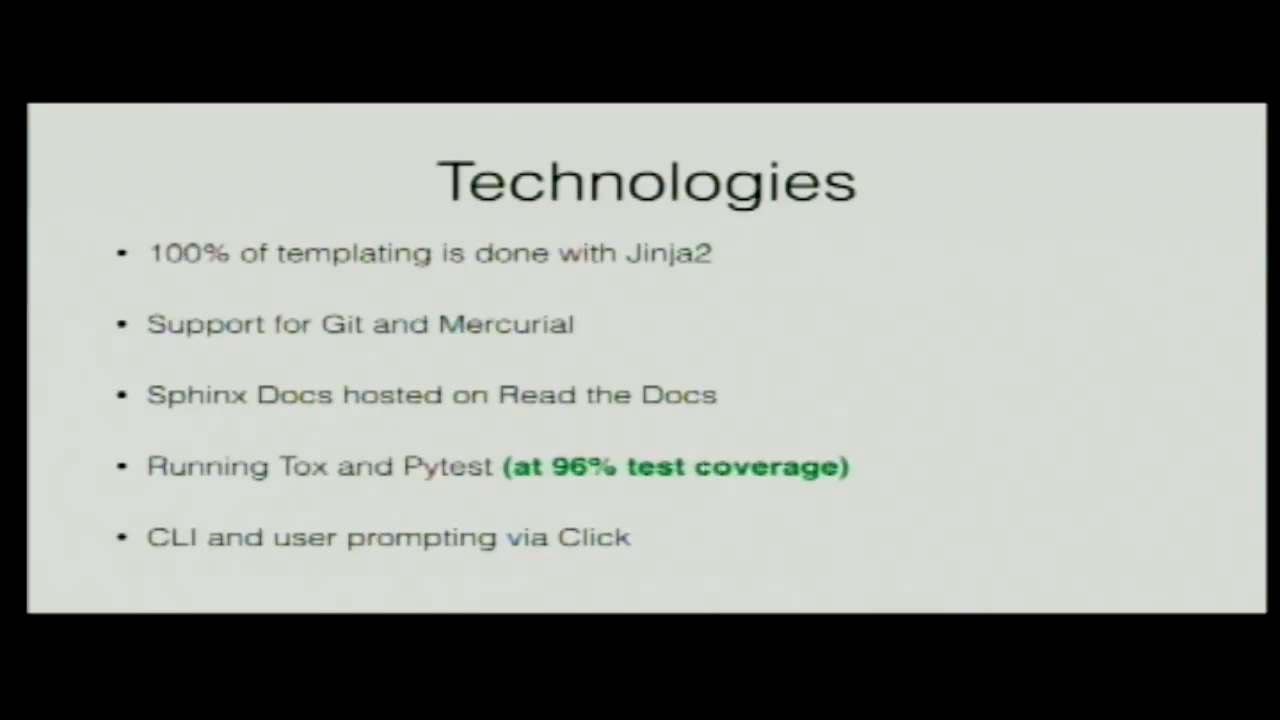 Technologies
• 100% of templating is done with Jinja2
• Support for Git and Mercurial
• Sphinx Docs hosted on Read the Docs
• Running Tox and Pytest (at 96% test coverage)
• CLI and user prompting via Click